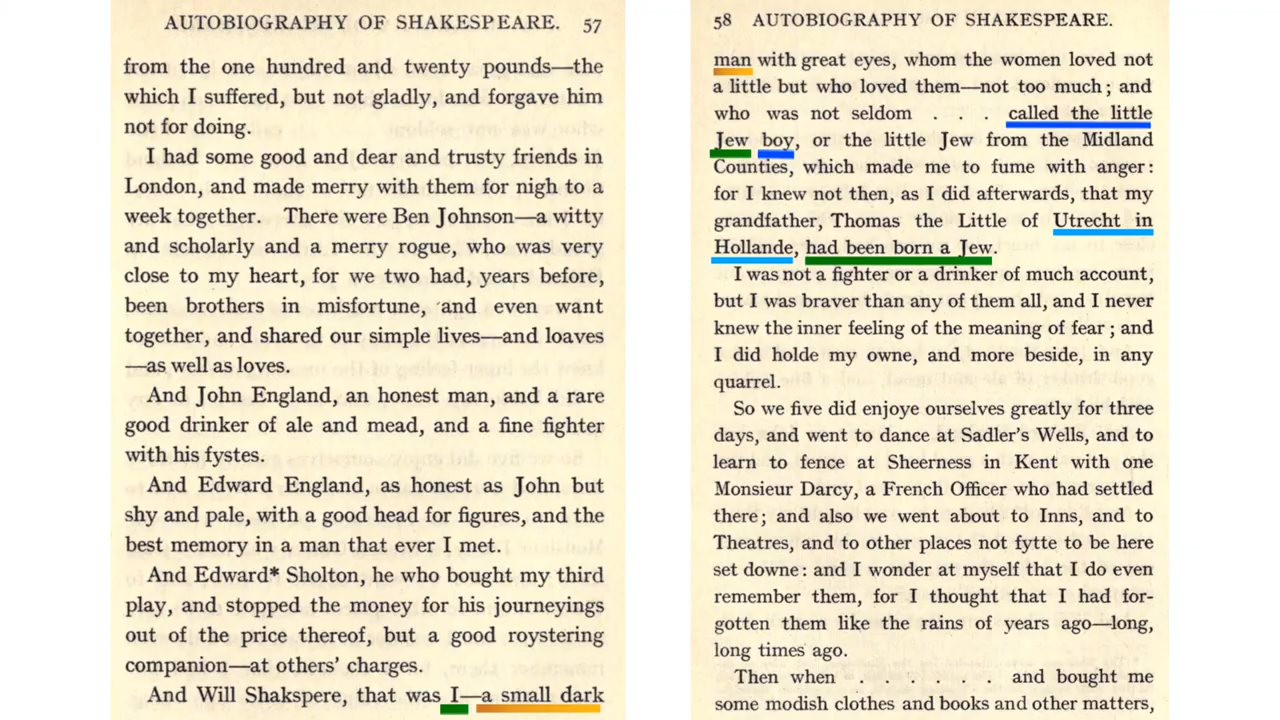 AUTOBIOGRAPHY OF SHAKESPEARE. 57
from the one hundred and twenty pounds—the
which I suffered, but not gladly, and forgave him
not for doing.
I had some good and dear and trusty friends in
London, and made merry with them for nigh to a
week together. There were Ben Johnson—a witty
and scholarly and a merry rogue, who was very
close to my heart, for we two had, years before,
been brothers in misfortune, and even want
together, and shared our simple lives—and loaves
—as well as loves.
And John England, an honest man, and a rare
good drinker of ale and mead, and a fine fighter
with his fystes.
And Edward England, as honest as John but
shy and pale, with a good head for figures, and the
best memory in a man that ever I met.
And Edward* Sholton, he who bought my third
play, and stopped the money for his journeyings
out of the price thereof, but a good roystering
companion—at others' charges.
And Will Shakspere, that was I—a small dark
58 AUTOBIOGRAPHY OF SHAKESPEARE.
man with great eyes, whom the women loved not
a little but who loved them—not too much; and
who was not seldom . . . called the little
Jew boy, or the little Jew from the Midland
Counties, which made me to fume with anger:
for I knew not then, as I did afterwards, that my
grandfather, Thomas the Little of Utrecht in
Hollande, had been born a Jew.
I was not a fighter or a drinker of much account,
but I was braver than any of them all, and I never
knew the inner feeling of the meaning of fear; and
I did holde my owne, and more beside, in any
quarrel.
So we five did enjoye ourselves greatly for three
days, and went to dance at Sadler's Wells, and to
learn to fence at Sheerness in Kent with one
Monsieur Darcy, a French Officer who had settled
there; and also we went about to Inns, and to
Theatres, and to other places not fytte to be here
set downe: and I wonder at myself that I do even
remember them, for I thought that I had for-
gotten them like the rains of years ago—long,
long times ago.
Then when . . . . . and bought me
some modish clothes and books and other matters,